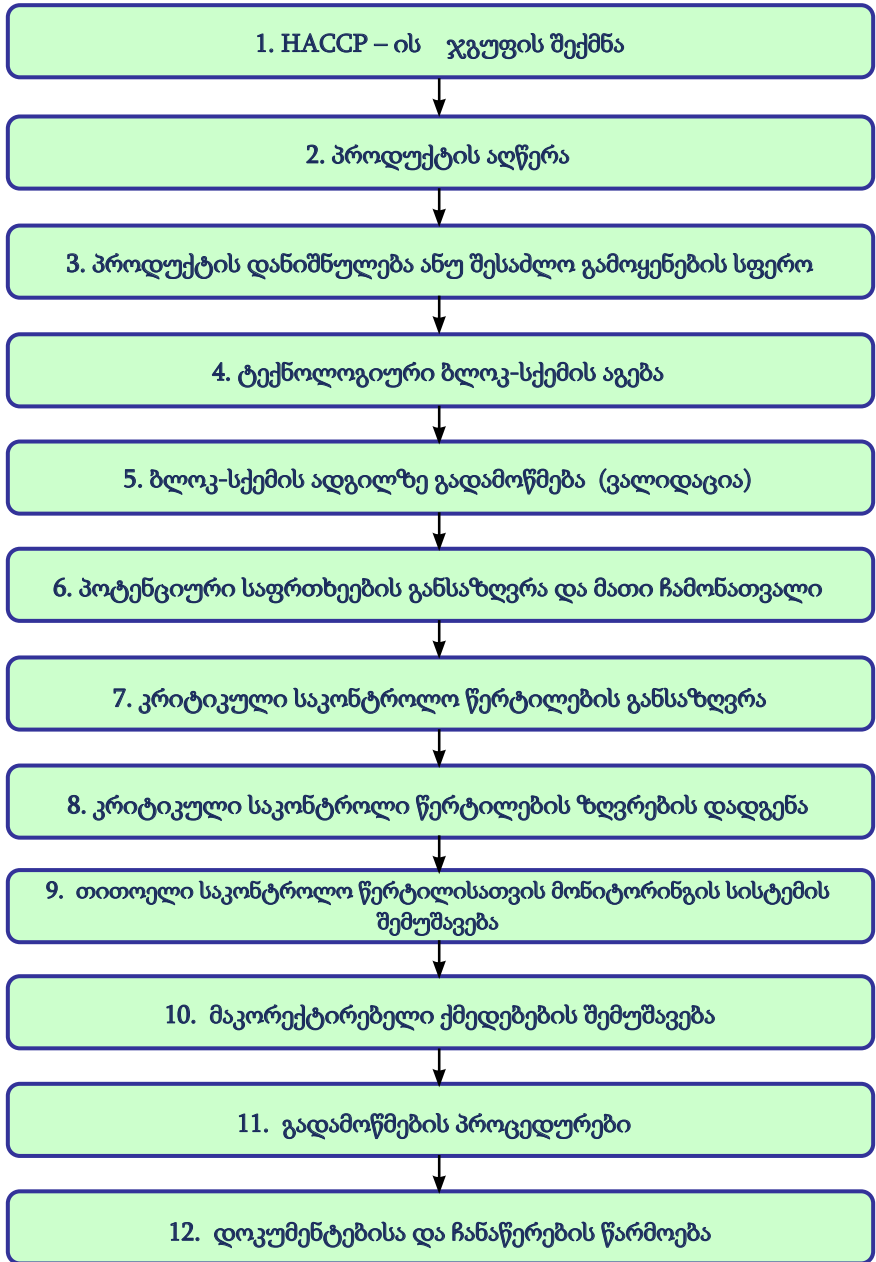 1. HACCP – ის ჯგუფის შექმნა
2. პროდუქტის აღწერა
3. პროდუქტის დანიშნულება ანუ შესაძლო გამოყენების სფერო
4. ტექნოლოგიური ბლოკ-სქემის აგება
5. ბლოკ-სქემის ადგილზე გადამოწმება (ვალიდაცია)
6. პოტენციური საფრთხეების განსაზღვრა და მათი ჩამონათვალი
7. კრიტიკული საკონტროლო წერტილების განსაზღვრა
8. კრიტიკული საკონტროლი წერტილების ზღვრების დადგენა
9. თითოელი საკონტროლო წერტილისათვის მონიტორინგის სისტემის
შემუშავება
10. მაკორექტირებელი ქმედებების შემუშავება
11. გადამოწმების პროცედურები
12. დოკუმენტებისა და ჩანაწერების წარმოება